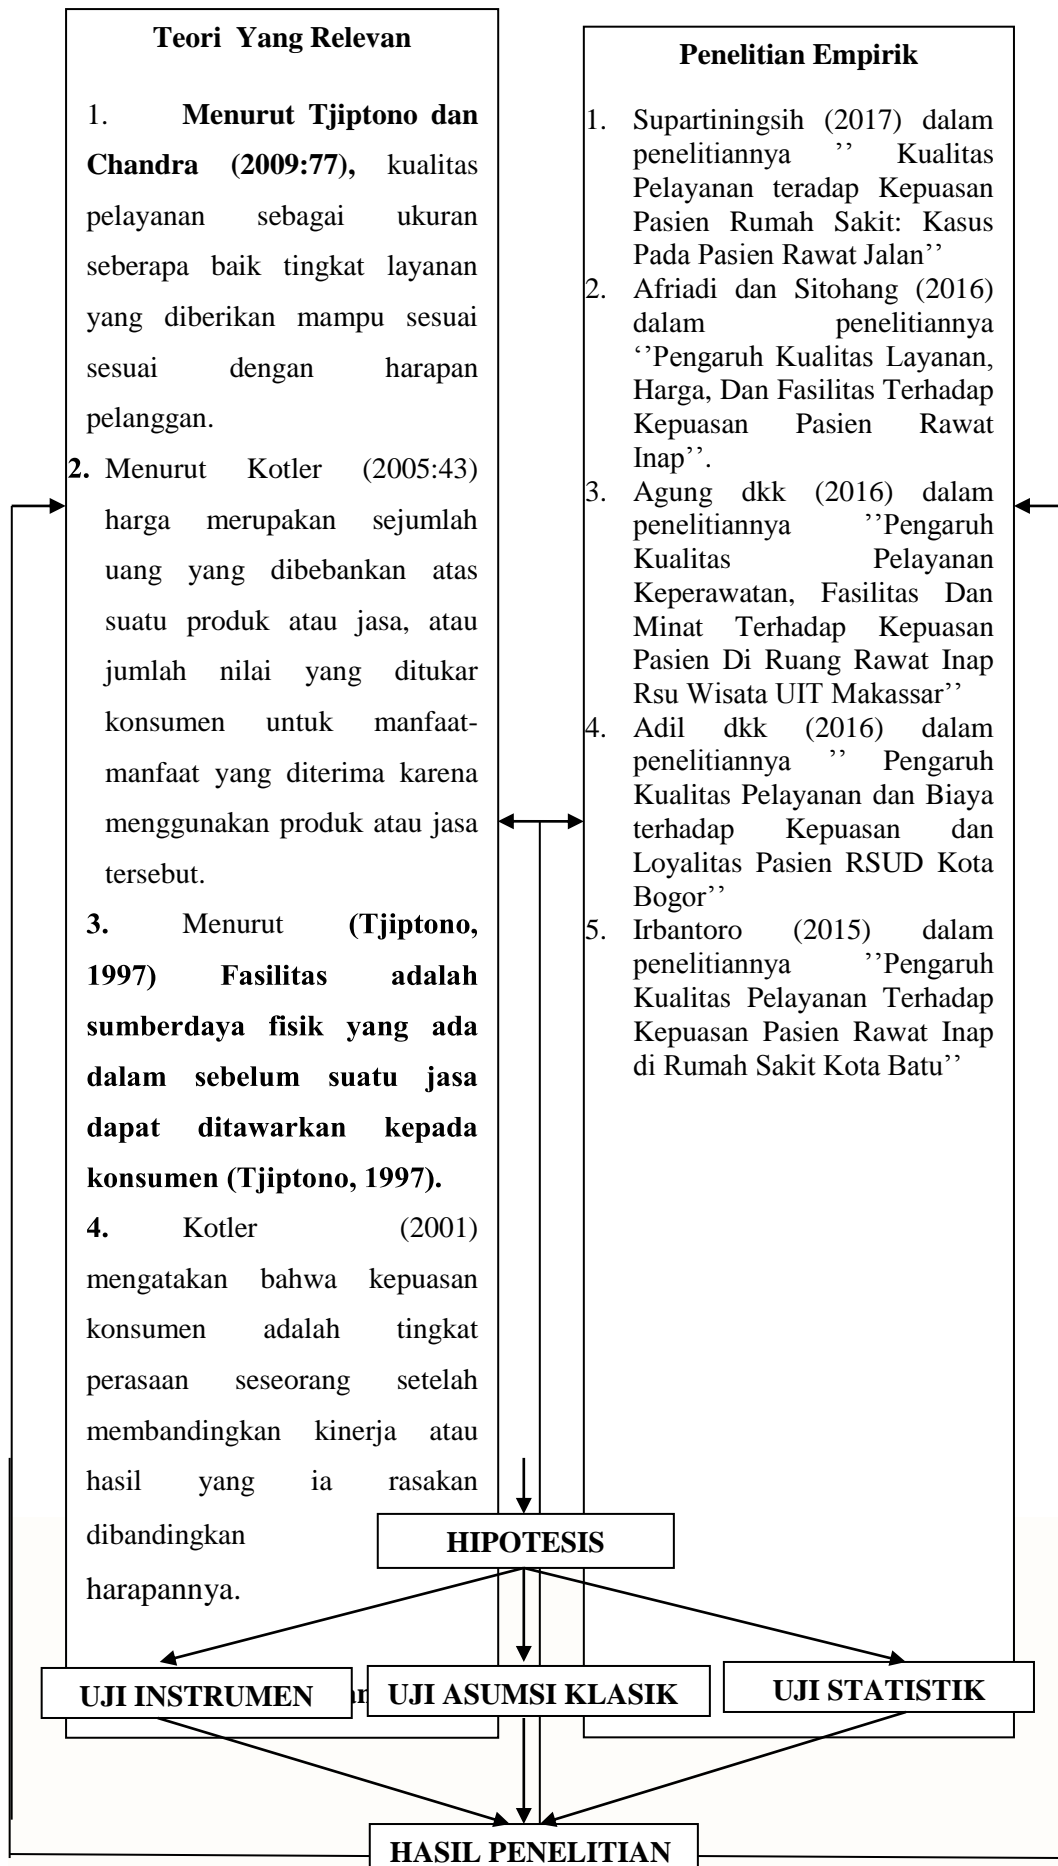 Teori Yang Relevan
1. Menurut Tjiptono dan
Chandra (2009:77), kualitas
pelayanan sebagai ukuran
seberapa baik tingkat layanan
yang diberikan mampu sesuai
sesuai dengan harapan
pelanggan.
2. Menurut Kotler (2005:43)
harga merupakan sejumlah
uang yang dibebankan atas
suatu produk atau jasa, atau
jumlah nilai yang ditukar
konsumen untuk manfaat-
manfaat yang diterima karena
menggunakan produk atau jasa
tersebut.
3. Menurut (Tjiptono,
1997) Fasilitas adalah
sumberdaya fisik yang ada
dalam sebelum suatu jasa
dapat ditawarkan kepada
konsumen (Tjiptono, 1997).
4. Kotler (2001)
mengatakan bahwa kepuasan
konsumen adalah tingkat
perasaan seseorang setelah
membandingkan kinerja atau
hasil yang ia rasakan
dibandingkan
harapannya.
Penelitian Empirik
1. Supartiningsih (2017) dalam
penelitiannya ’’ Kualitas
Pelayanan teradap Kepuasan
Pasien Rumah Sakit: Kasus
Pada Pasien Rawat Jalan’’
2. Afriadi dan Sitohang (2016)
dalam penelitiannya
‘’Pengaruh Kualitas Layanan,
Harga, Dan Fasilitas Terhadap
Kepuasan Pasien Rawat
Inap’’.
3. Agung dkk (2016) dalam
penelitiannya ’’Pengaruh
Kualitas Pelayanan
Keperawatan, Fasilitas Dan
Minat Terhadap Kepuasan
Pasien Di Ruang Rawat Inap
Rsu Wisata UIT Makassar’’
4. Adil dkk (2016) dalam
penelitiannya ’’ Pengaruh
Kualitas Pelayanan dan Biaya
terhadap Kepuasan dan
Loyalitas Pasien RSUD Kota
Bogor’’
5. Irbantoro (2015) dalam
penelitiannya ’’Pengaruh
Kualitas Pelayanan Terhadap
Kepuasan Pasien Rawat Inap
di Rumah Sakit Kota Batu’’
HIPOTESIS
UJI INSTRUMEN
UJI ASUMSI KLASIK
UJI STATISTIK
HASIL PENELITIAN